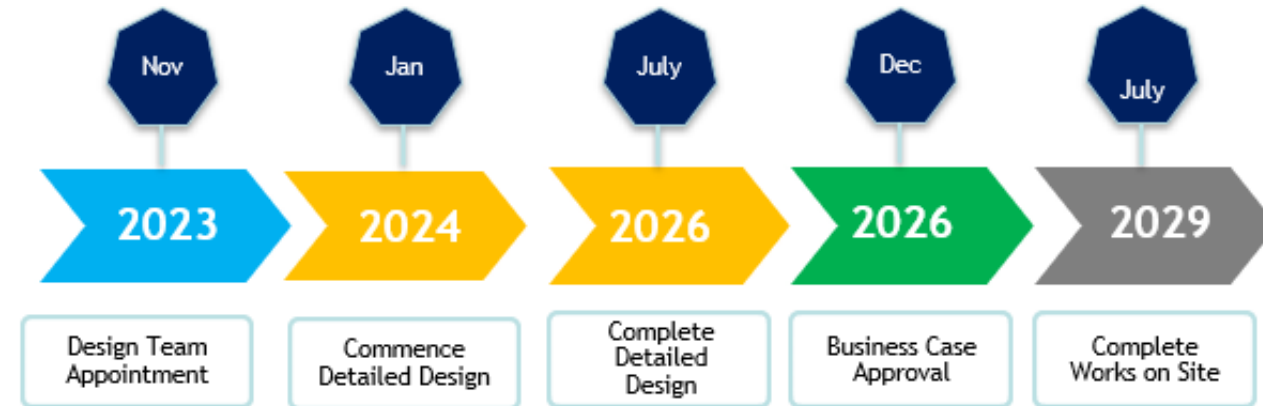 Nov
Jan
July
Dec
July
2023
2024
2026
2026
2029
Design Team
Appointment
Commence
Detailed Design
Complete
Detailed
Design
Business Case
Approval
Complete
Works on Site